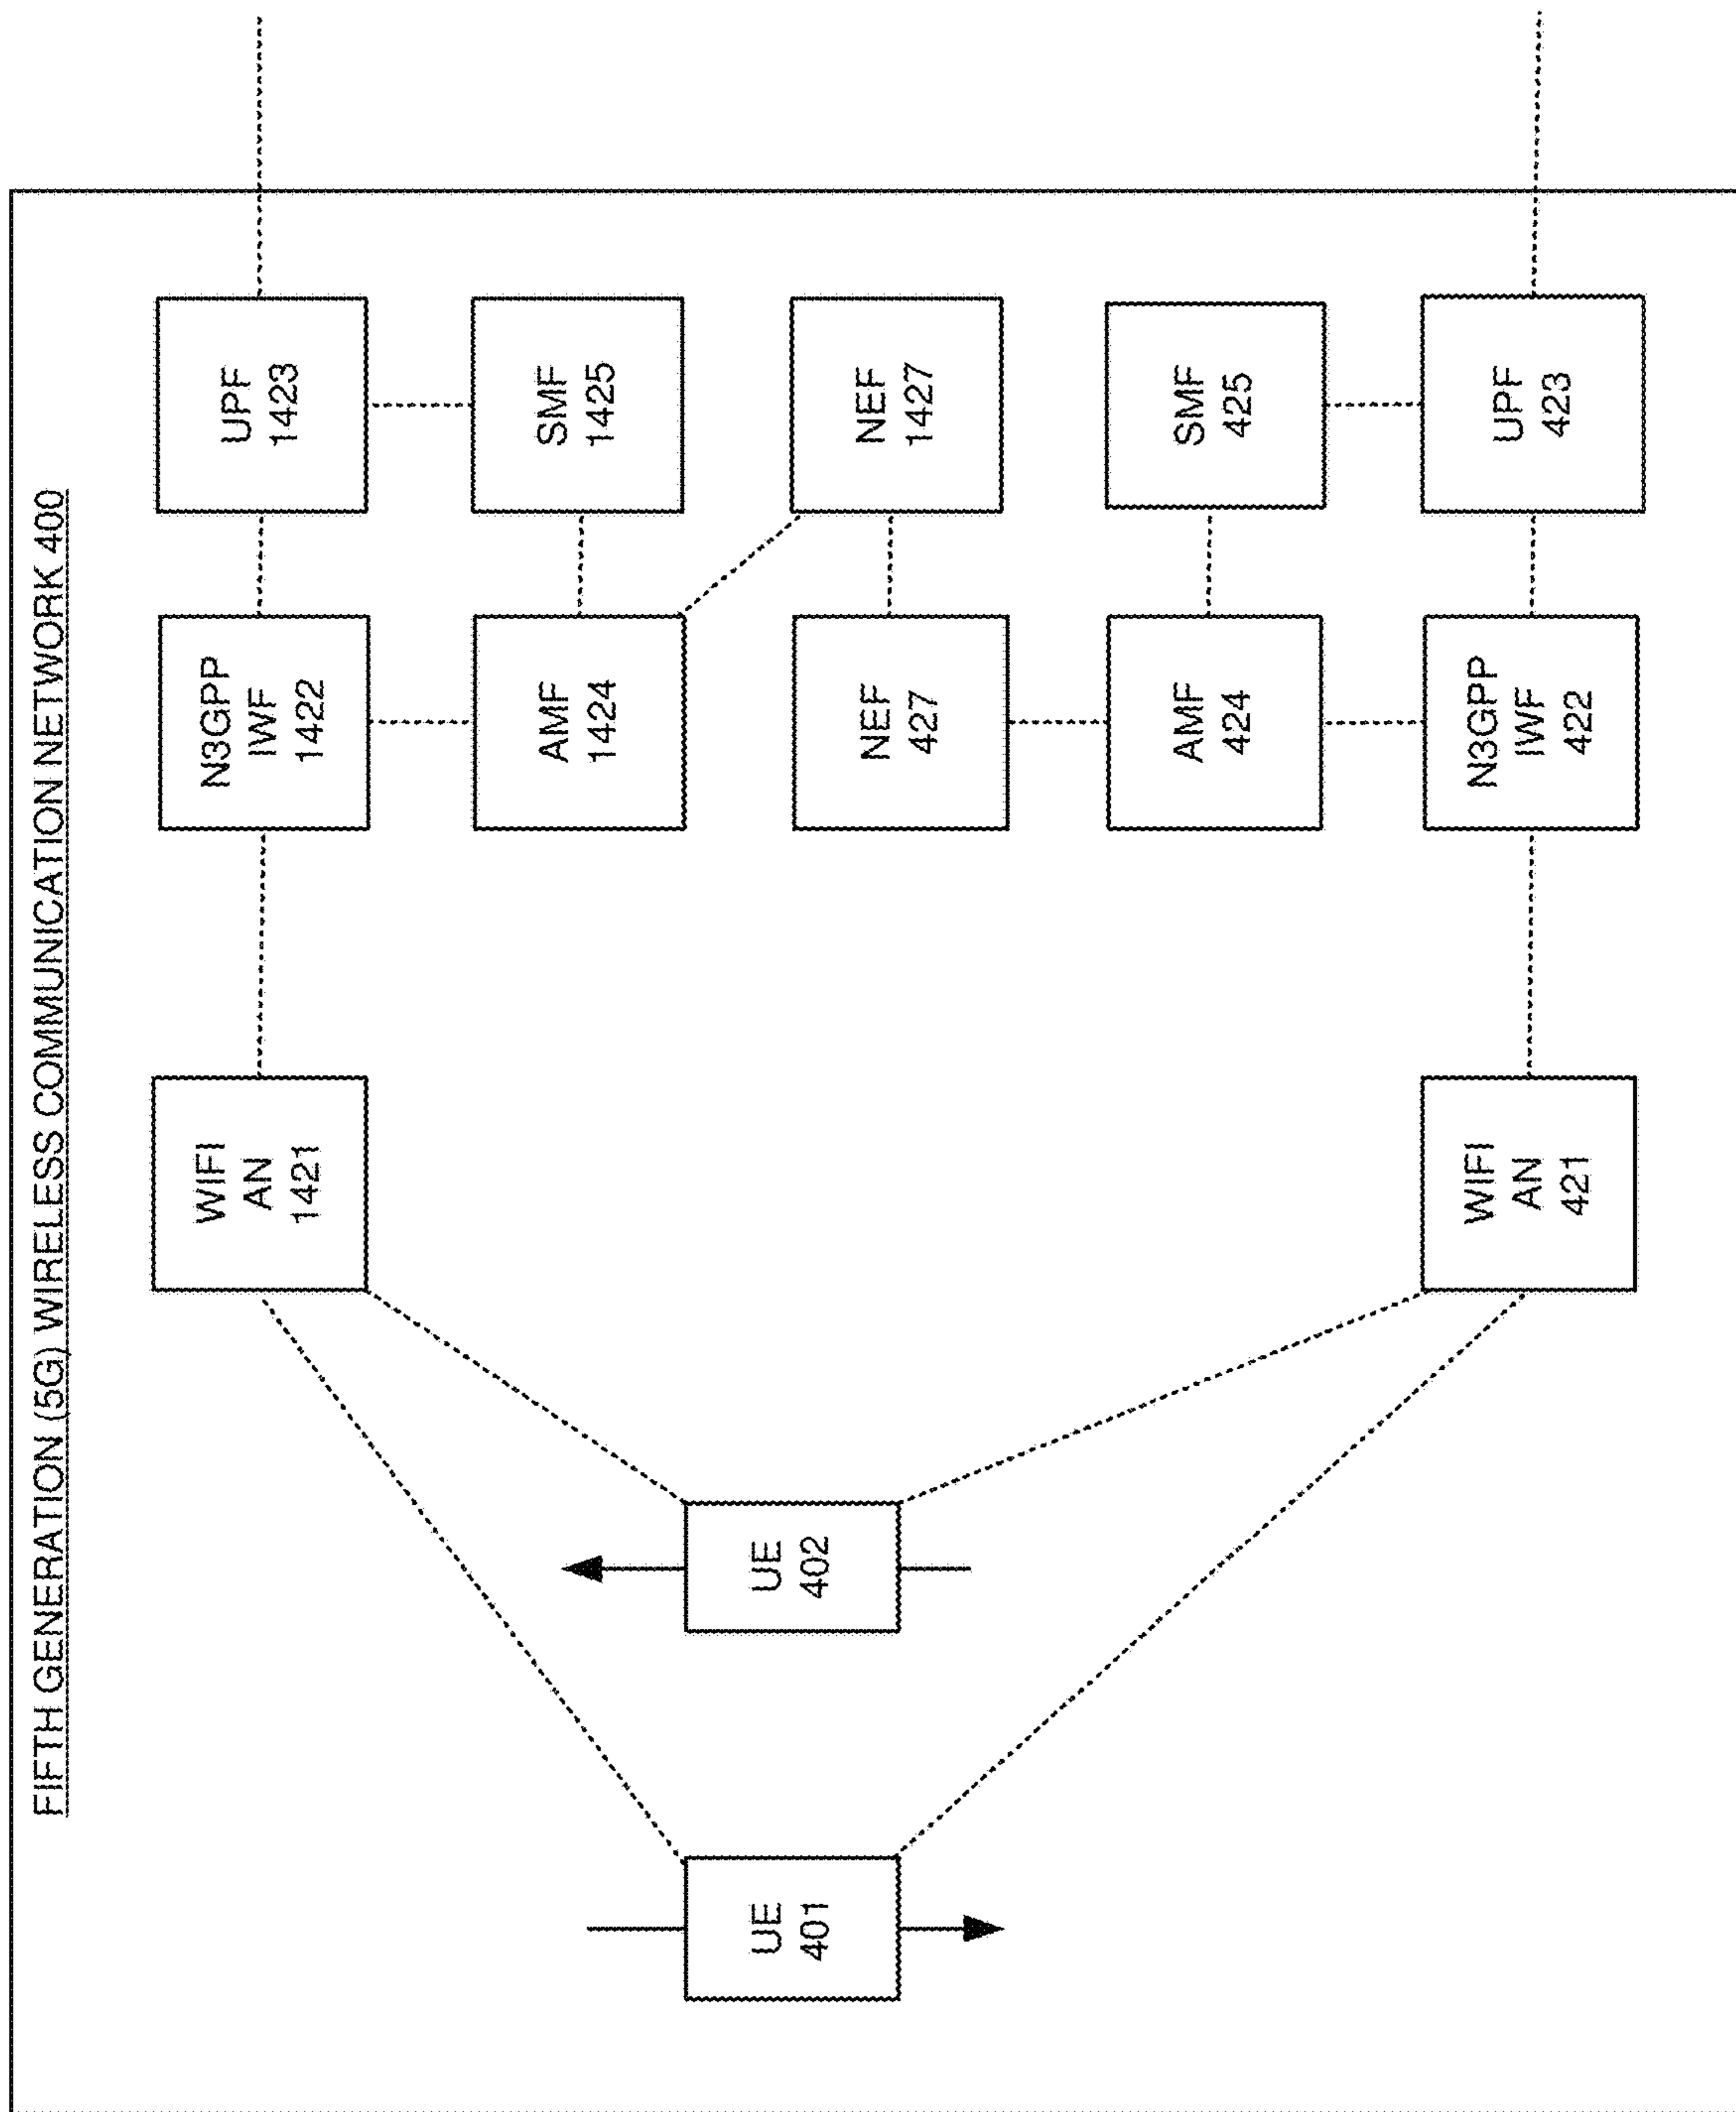 FIFTH GENERATION (5G) WIRELESS COMMUNICATION NETWORK 400
WIFI
AN
1421
N3GPP
IWF
1422
UPF
1423
AMF
1424
SMF
1425
UE
401
UE
402
NEF
427
NEF
1427
AMF
424
SMF
425
WIFI
AN
421
N3GPP
IWF
422
UPF
423